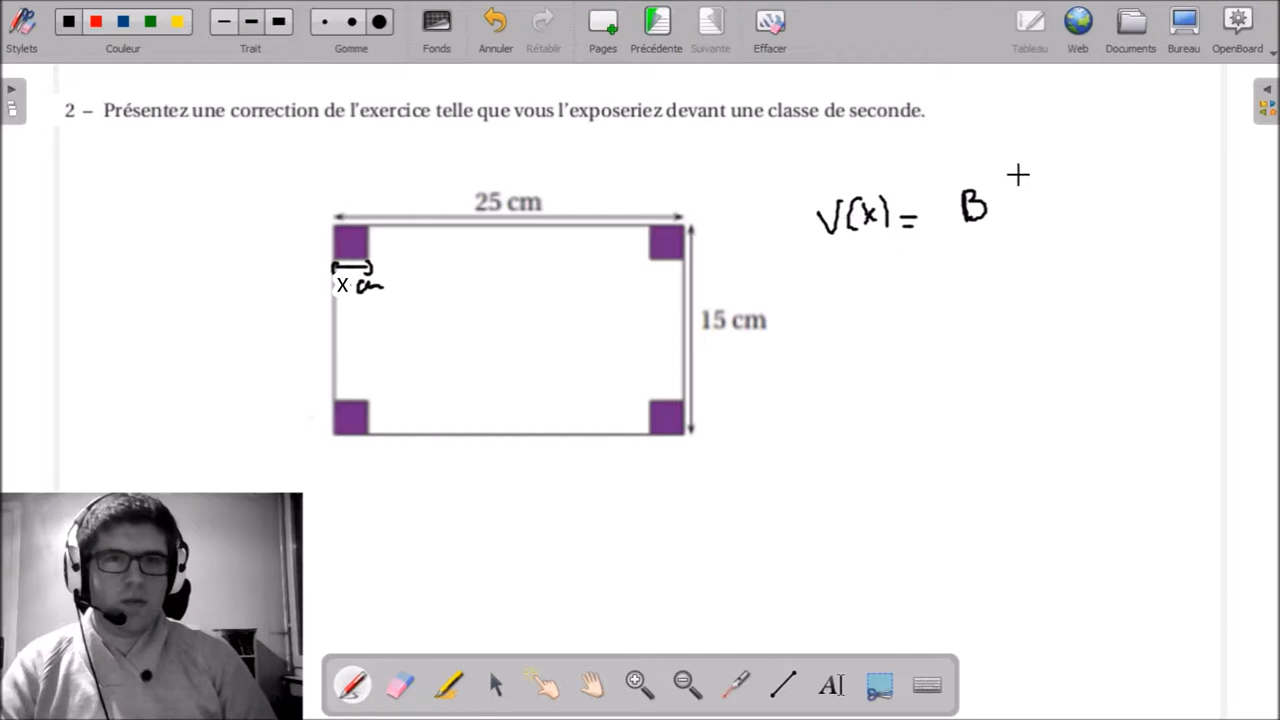 Stylets Couleur Trait Gomme Fonds Annuler Rétablir Pages Précédente Suivante Effacer Tableau Web Documents Bureau OpenBoard
2 – Présentez une correction de l'exercice telle que vous l'exposeriez devant une classe de seconde.
25 cm
V(x) = B
x cm
15 cm
AI